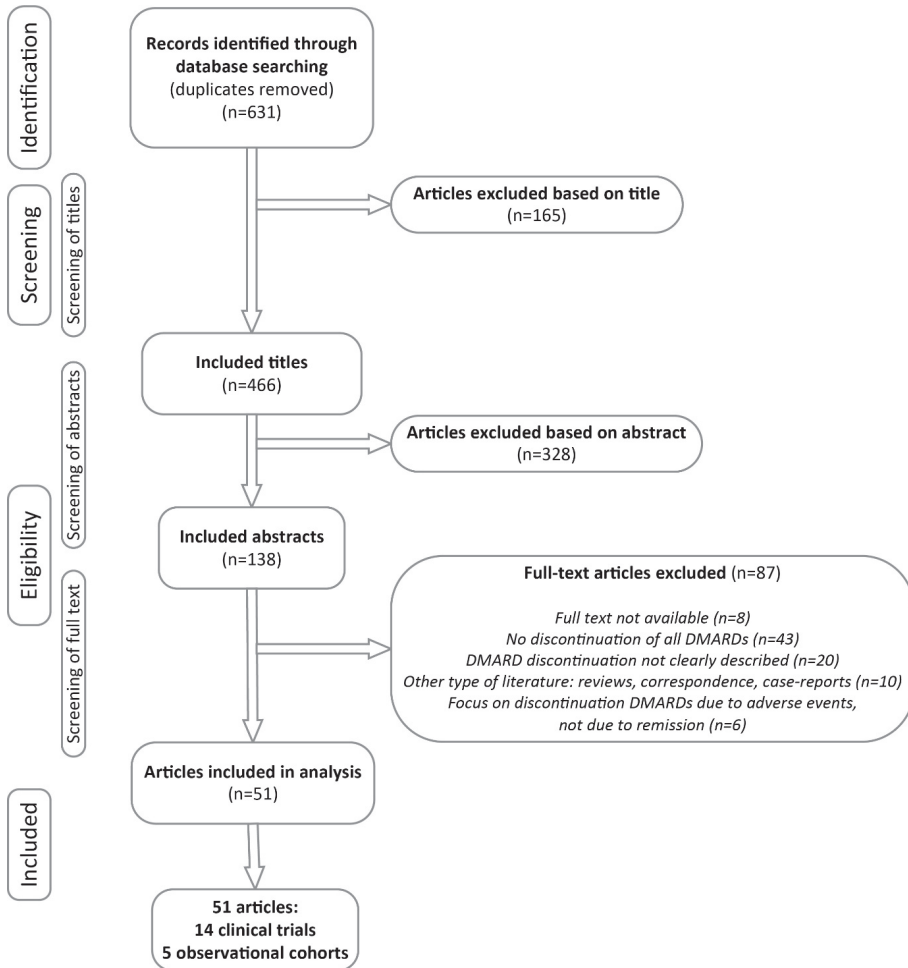 Identification
Records identified through
database searching
(duplicates removed)
(n=631)
Screening
Screening of titles
Articles excluded based on title
(n=165)
Included titles
(n=466)
Eligibility
Screening of abstracts
Articles excluded based on abstract
(n=328)
Included abstracts
(n=138)
Screening of full text
Full-text articles excluded (n=87)
Full text not available (n=8)
No discontinuation of all DMARDs (n=43)
DMARD discontinuation not clearly described (n=20)
Other type of literature: reviews, correspondence, case-reports (n=10)
Focus on discontinuation DMARDs due to adverse events,
not due to remission (n=6)
Included
Articles included in analysis
(n=51)
51 articles:
14 clinical trials
5 observational cohorts